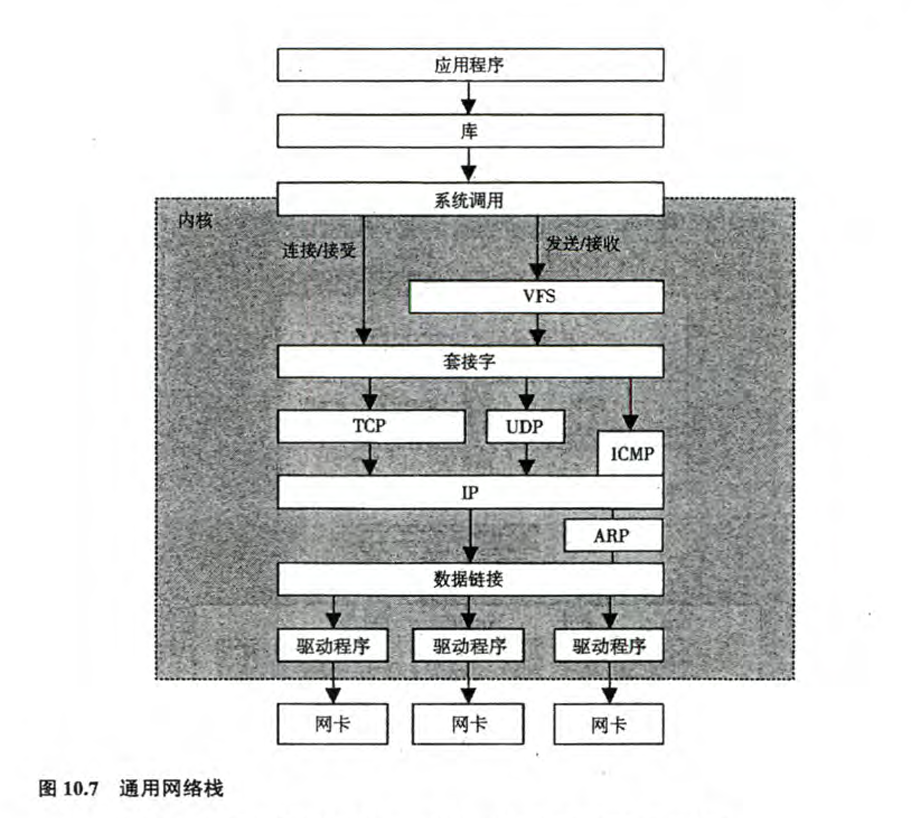 应用程序
库
系统调用
内核
连接/接受
发送/接收
VFS
套接字
TCP
UDP
ICMP
IP
ARP
数据链接
驱动程序
驱动程序
驱动程序
网卡
网卡
网卡
图 10.7 通用网络栈